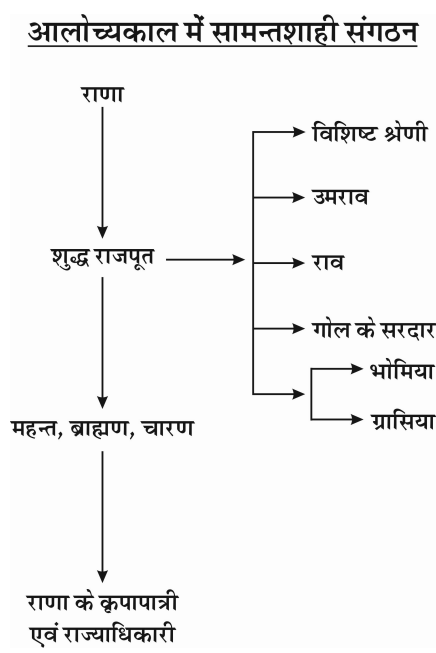 आलोच्यकाल में सामन्तशाही संगठन
राणा
विशिष्ट श्रेणी
उमराव
शुद्ध राजपूत
राव
गोल के सरदार
भोमिया
ग्रासिया
महन्त, ब्राह्मण, चारण
राणा के कृपापात्री
एवं राज्याधिकारी